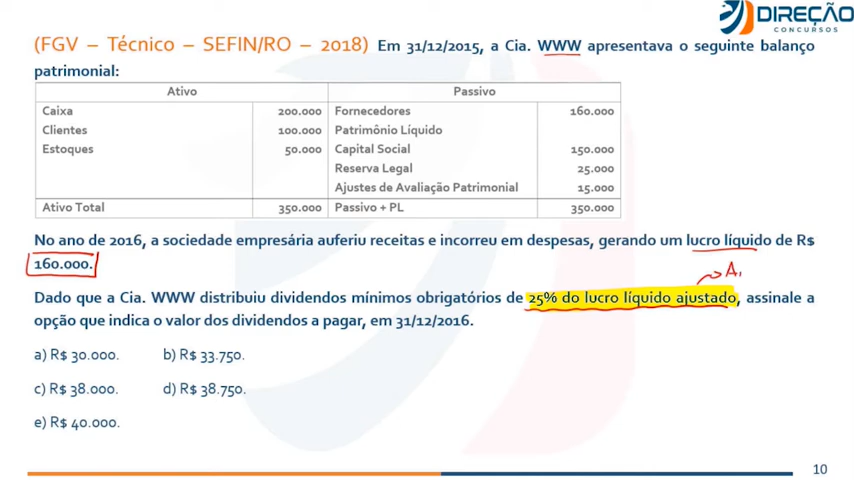 DIREÇÃO
CONCURSOS
(FGV – Técnico – SEFIN/RO – 2018) Em 31/12/2015, a Cia. WWW apresentava o seguinte balanço
patrimonial:
Ativo Passivo
Caixa 200.000 Fornecedores 160.000
Clientes 100.000 Patrimônio Líquido
Estoques 50.000 Capital Social 150.000
Reserva Legal 25.000
Ajustes de Avaliação Patrimonial 15.000
Ativo Total 350.000 Passivo + PL 350.000
No ano de 2016, a sociedade empresária auferiu receitas e incorreu em despesas, gerando um lucro líquido de R$
160.000.
A,
Dado que a Cia. WWW distribuiu dividendos mínimos obrigatórios de 25% do lucro líquido ajustado, assinale a
opção que indica o valor dos dividendos a pagar, em 31/12/2016.
a) R$ 30.000. b) R$ 33.750.
c) R$ 38.000. d) R$ 38.750.
e) R$ 40.000.
10